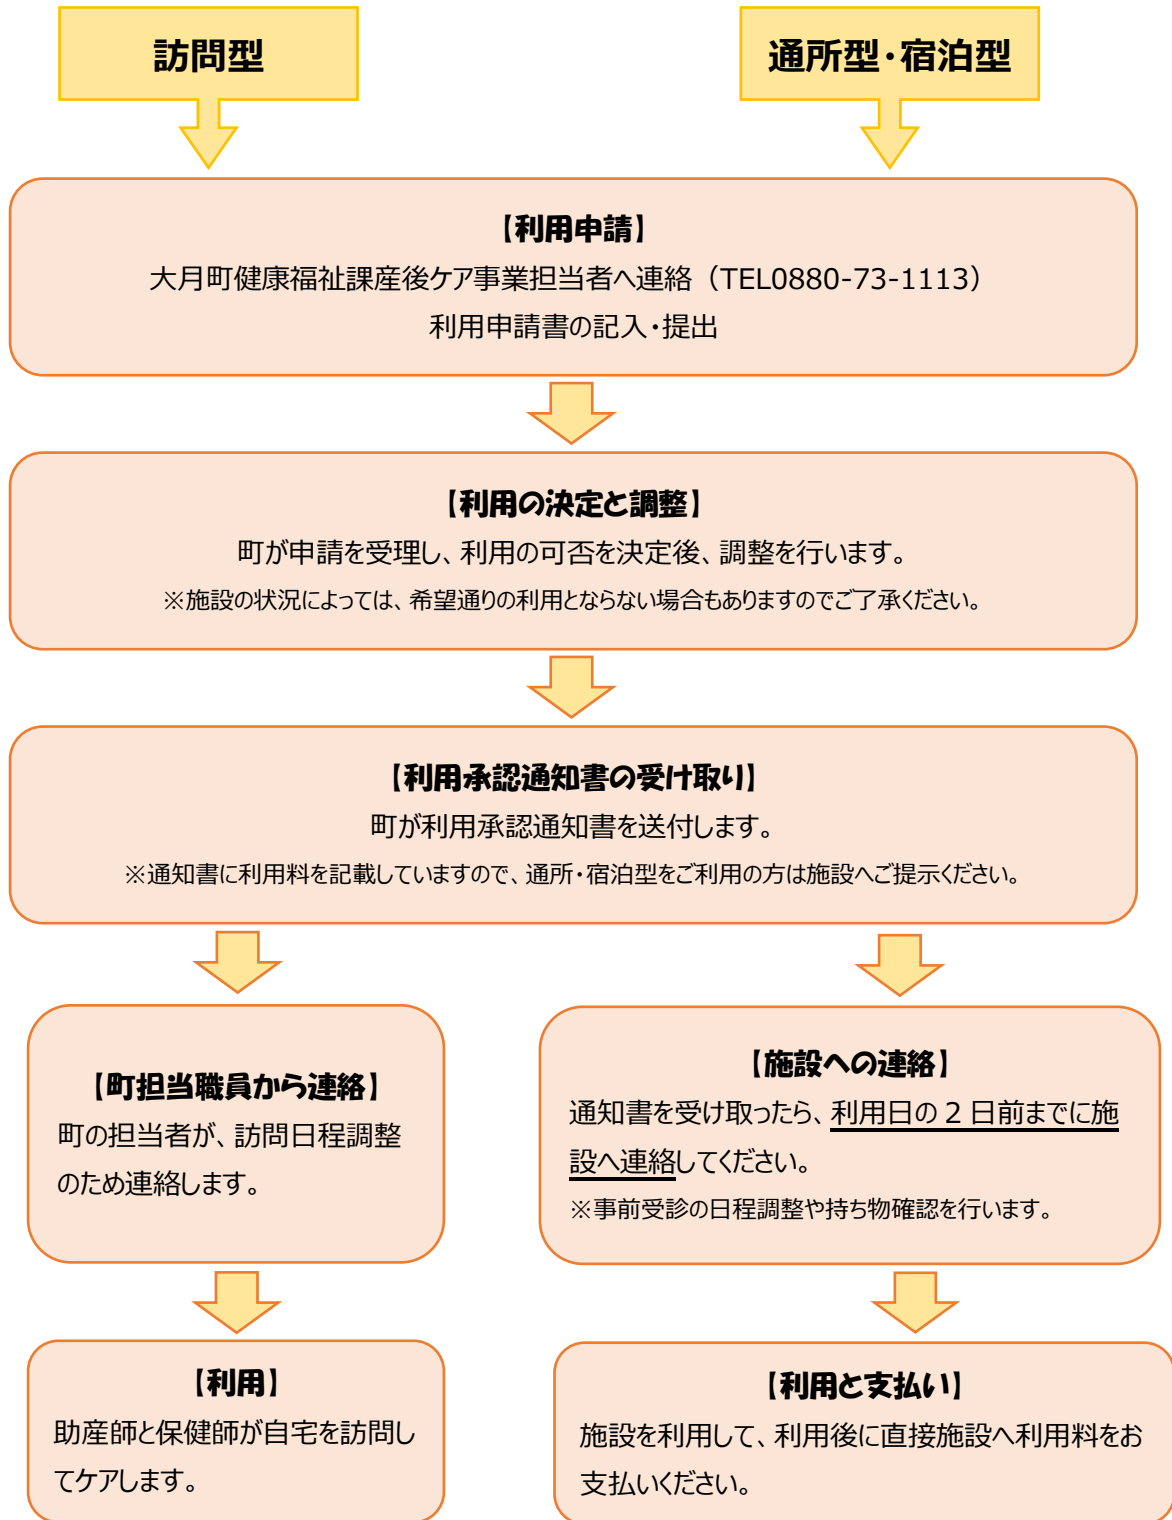 訪問型
通所型・宿泊型
【利用申請】
大月町健康福祉課産後ケア事業担当者へ連絡（TEL0880-73-1113）
利用申請書の記入・提出
【利用の決定と調整】
町が申請を受理し、利用の可否を決定後、調整を行います。
※施設の状況によっては、希望通りの利用とならない場合もありますのでご了承ください。
【利用承認通知書の受け取り】
町が利用承認通知書を送付します。
※通知書に利用料を記載していますので、通所・宿泊型をご利用の方は施設へご提示ください。
【町担当職員から連絡】
町の担当者が、訪問日程調整
のため連絡します。
【施設への連絡】
通知書を受け取ったら、利用日の 2 日前までに施
設へ連絡してください。
※事前受診の日程調整や持ち物確認を行います。
【利用】
助産師と保健師が自宅を訪問し
てケアします。
【利用と支払い】
施設を利用して、利用後に直接施設へ利用料をお
支払いください。